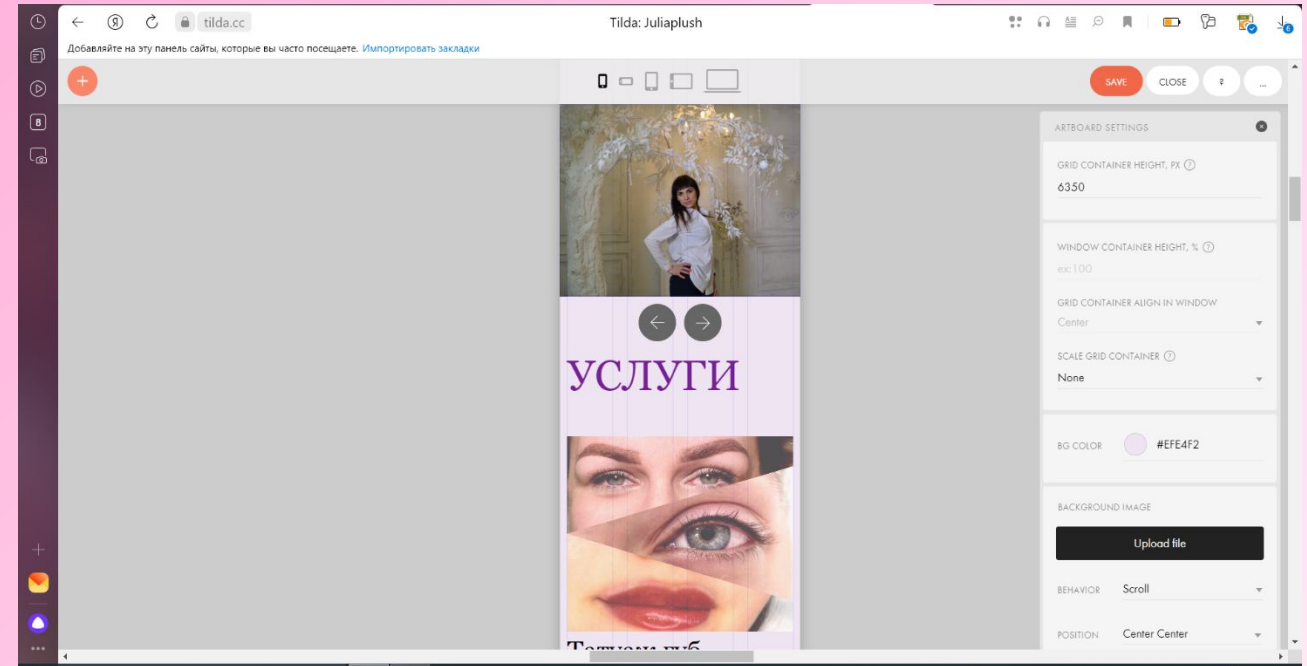 tilda.cc
Tilda: Juliaplush
Добавляйте на эту панель сайты, которые вы часто посещаете. Импортировать закладки
SAVE
CLOSE
?
...
8
ARTBOARD SETTINGS
GRID CONTAINER HEIGHT, PX ?
6350
WINDOW CONTAINER HEIGHT, % ?
ex:100
GRID CONTAINER ALIGN IN WINDOW
Center
SCALE GRID CONTAINER ?
None
BG COLOR #EFE4F2
BACKGROUND IMAGE
Upload file
BEHAVIOR Scroll
POSITION Center Center
УСЛУГИ